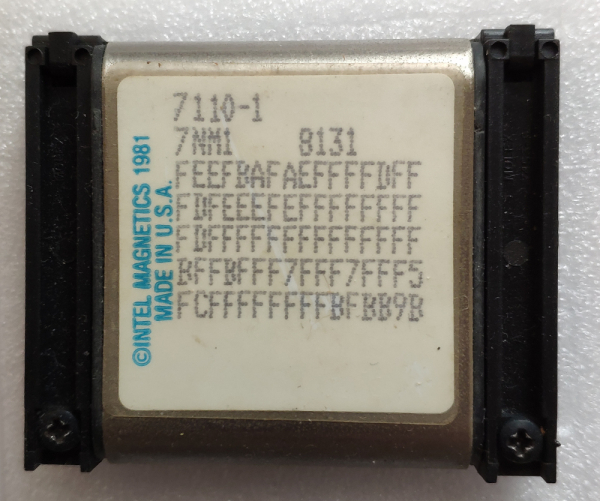 7110-1
7NM1 8131
FEEFBAFAEFFFFDFF
FDFEEEFEFFFFFFFF
FDFFFFFFFFFFFFFF
BFFBFFF7FFF7FFF5
FCFFFFFFFFBFBB9B
©INTEL MAGNETICS 1981
MADE IN U.S.A.